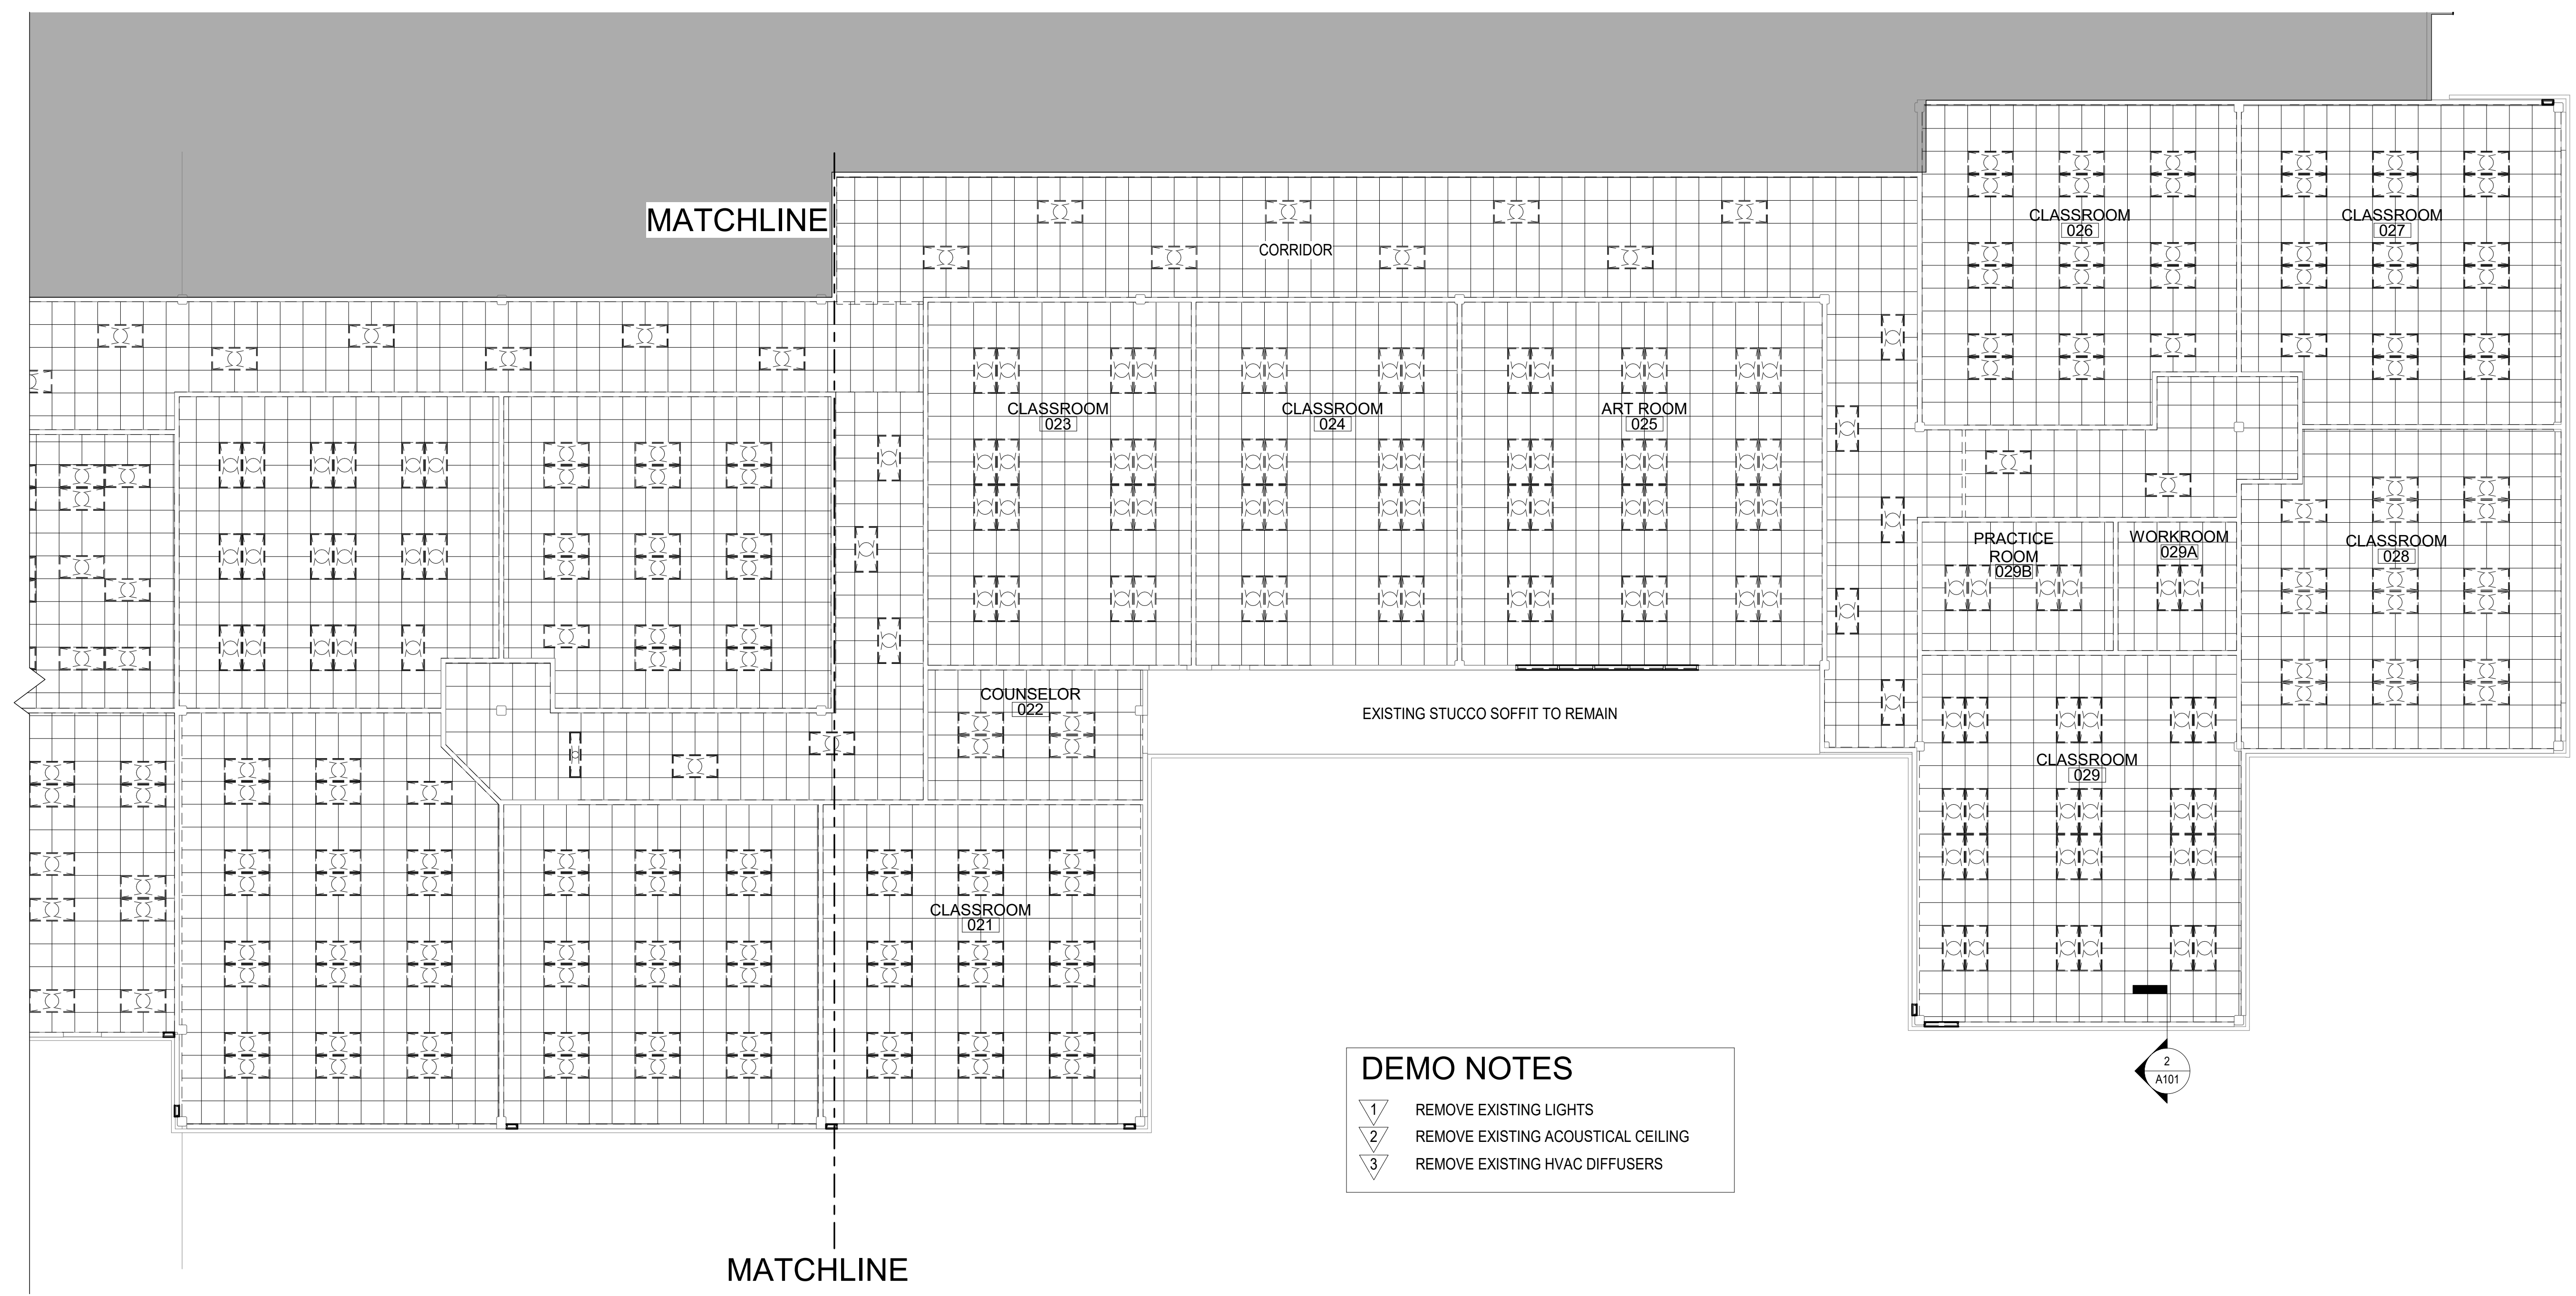 MATCHLINE
CORRIDOR
CLASSROOM
026
CLASSROOM
027
CLASSROOM
023
CLASSROOM
024
ART ROOM
025
PRACTICE
ROOM
029B
WORKROOM
029A
CLASSROOM
028
COUNSELOR
022
EXISTING STUCCO SOFFIT TO REMAIN
CLASSROOM
029
CLASSROOM
021
2
A101
DEMO NOTES
1 REMOVE EXISTING LIGHTS
2 REMOVE EXISTING ACOUSTICAL CEILING
3 REMOVE EXISTING HVAC DIFFUSERS
MATCHLINE